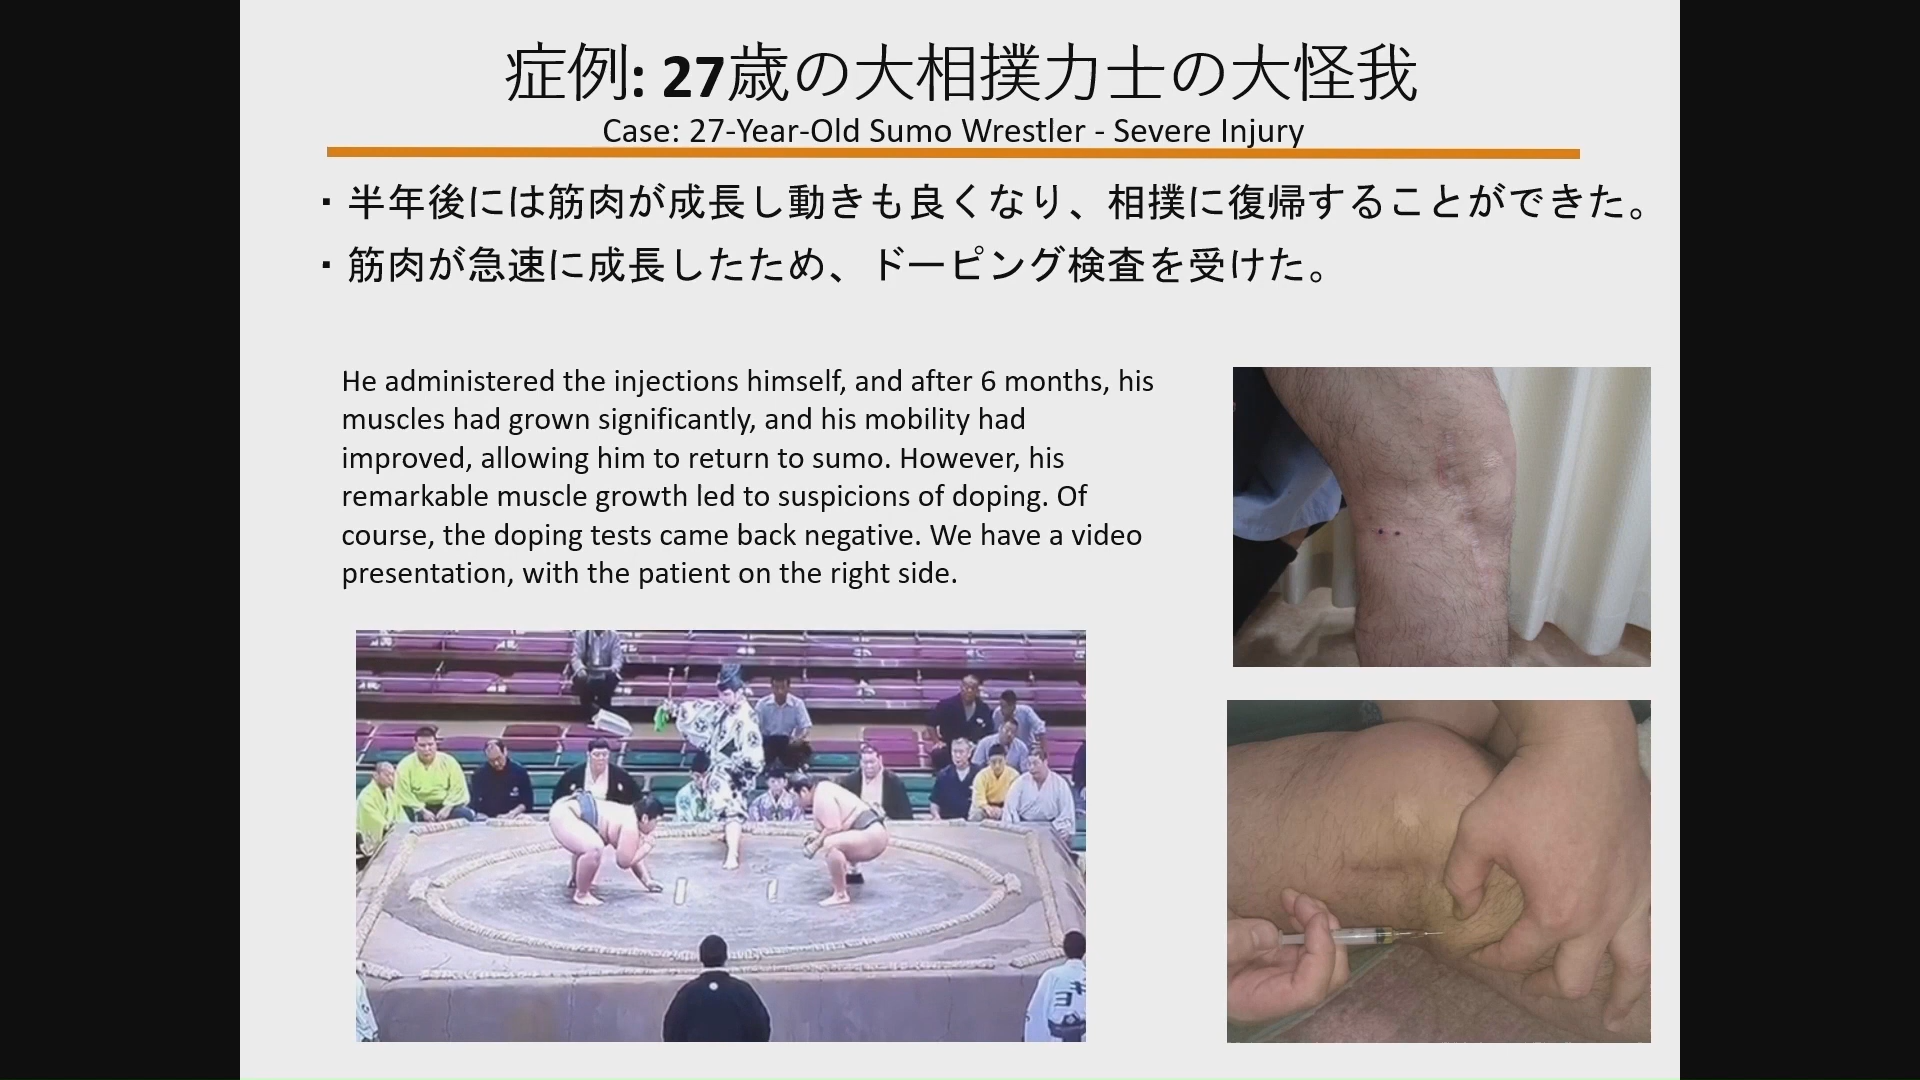 症例: 27歳の大相撲力士の大怪我
Case: 27-Year-Old Sumo Wrestler - Severe Injury
・半年後には筋肉が成長し動きも良くなり、相撲に復帰することができた。
・筋肉が急速に成長したため、ドーピング検査を受けた。
He administered the injections himself, and after 6 months, his
muscles had grown significantly, and his mobility had
improved, allowing him to return to sumo. However, his
remarkable muscle growth led to suspicions of doping. Of
course, the doping tests came back negative. We have a video
presentation, with the patient on the right side.